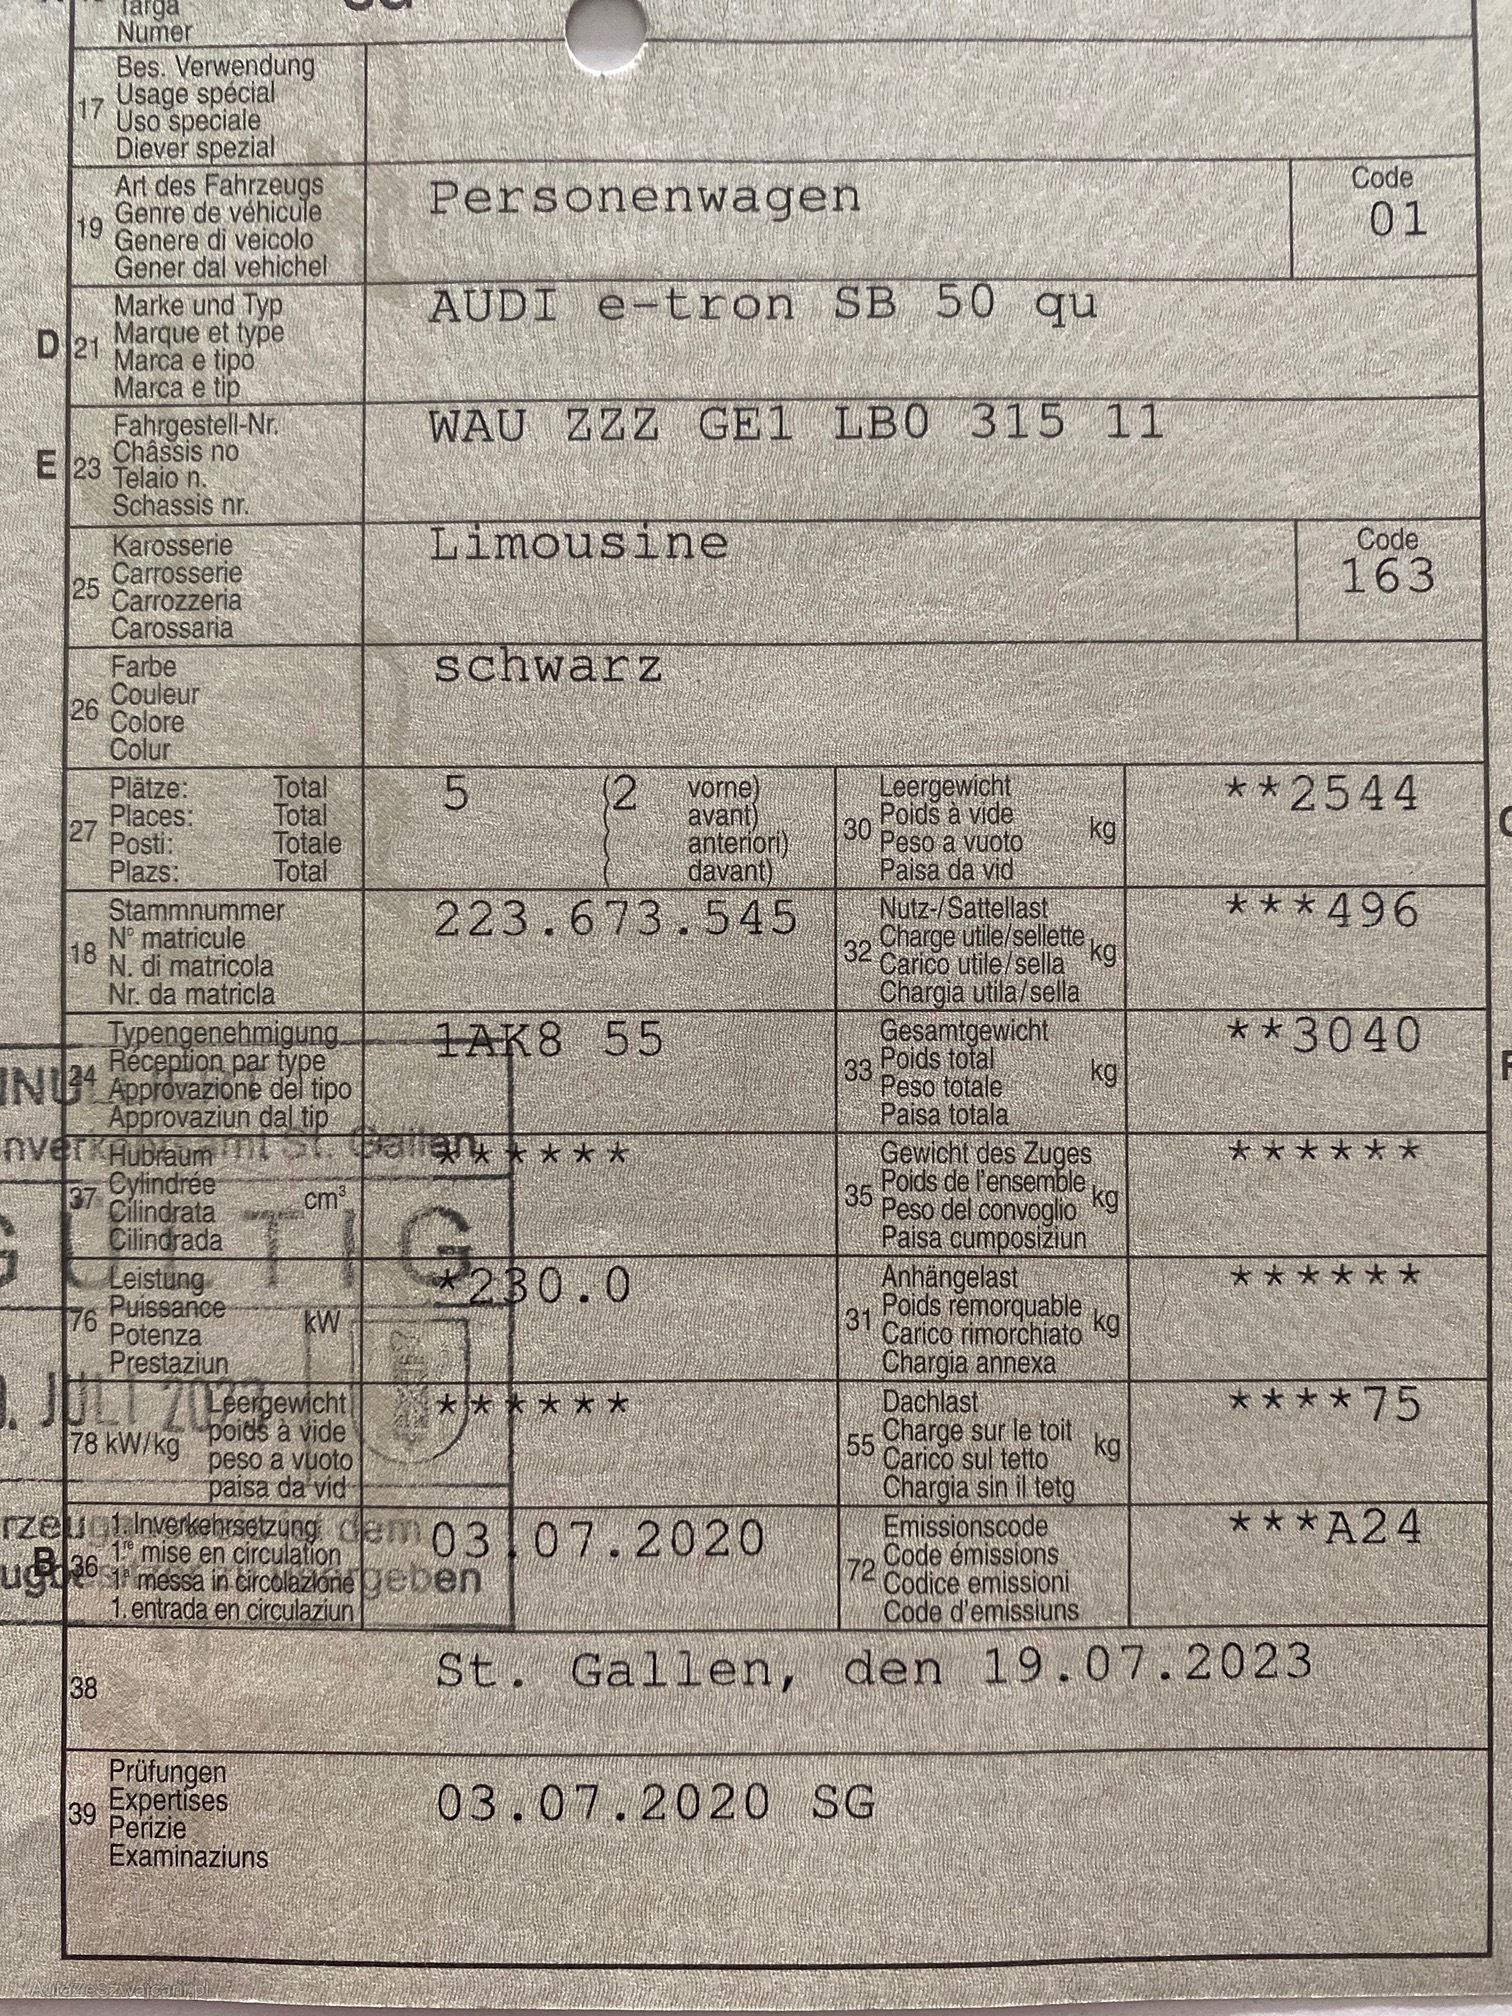 Targa
Numer
17 Bes. Verwendung
Usage spécial
Uso speciale
Diever spezial
19 Art des Fahrzeugs
Genre de véhicule
Genere di veicolo
Gener dal vehichel
Personenwagen
Code
01
D 21 Marke und Typ
Marque et type
Marca e tipo
Marca e tip
AUDI e-tron SB 50 qu
E 23 Fahrgestell-Nr.
Châssis no
Telaio n.
Schassis nr.
WAU ZZZ GE1 LB0 315 11
25 Karosserie
Carrosserie
Carrozzeria
Carossaria
Limousine
Code
163
26 Farbe
Couleur
Colore
Colur
schwarz
27 Plätze: Total 5 (2 vorne)
Places: Total ( avant)
Posti: Totale ( anteriori)
Plazs: Total ( davant)
30 Leergewicht
Poids à vide
Peso a vuoto
Paisa da vid
kg
**2544
18 Stammnummer
N° matricule
N. di matricola
Nr. da matricla
223.673.545
32 Nutz-/Sattellast
Charge utile/sellette
Carico utile/sella
Chargia utila/sella
kg
***496
24 Typengenehmigung
Réception par type
Approvazione del tipo
Approvaziun dal tip
1AK8 55
33 Gesamtgewicht
Poids total
Peso totale
Paisa totala
kg
**3040
37 Hubraum
Cylindrée
Cilindrata
Cilindrada
cm³
******
35 Gewicht des Zuges
Poids de l'ensemble
Peso del convoglio
Paisa cumposiziun
kg
******
76 Leistung
Puissance
Potenza
Prestaziun
kW
*230.0
31 Anhängelast
Poids remorquable
Carico rimorchiato
Chargia annexa
kg
******
78 kW/kg Leergewicht
poids à vide
peso a vuoto
paisa da vid
******
55 Dachlast
Charge sur le toit
Carico sul tetto
Chargia sin il tetg
kg
****75
B 36 1. Inverkehrsetzung
1re mise en circulation
1a messa in circolazione
1. entrada en circulaziun
03.07.2020
72 Emissionscode
Code émissions
Codice emissioni
Code d'emissiuns
***A24
St. Gallen
GÜLTIG
JULI
dem
38 St. Gallen, den 19.07.2023
39 Prüfungen
Expertises
Perizie
Examinaziuns
03.07.2020 SG
AutazeSzwajcarii.pl